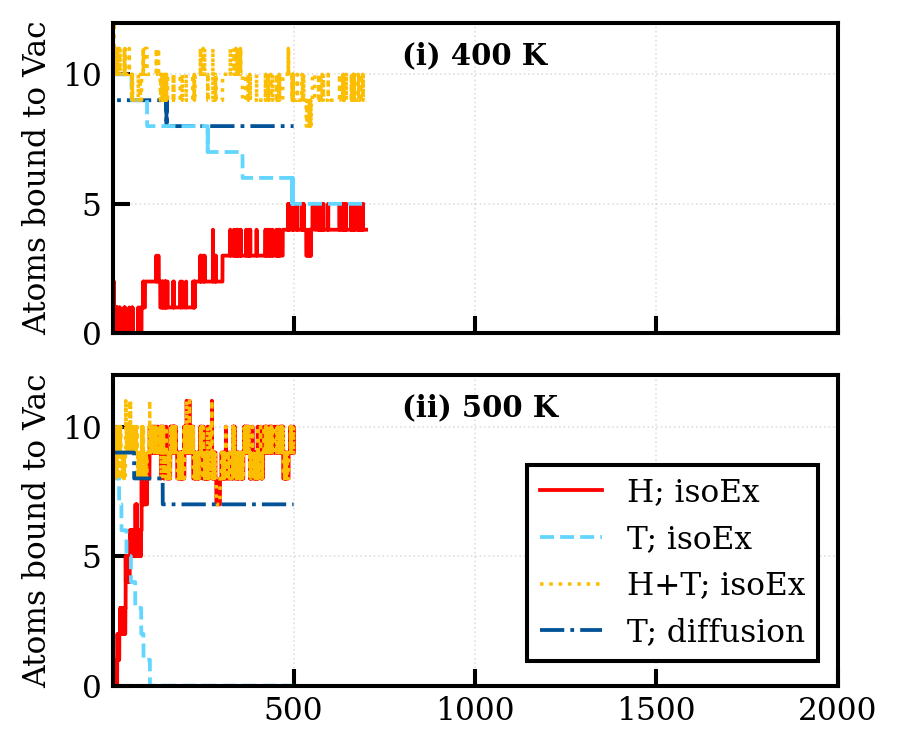 Atoms bound to Vac
10
5
0
(i) 400 K
Atoms bound to Vac
10
5
0
(ii) 500 K
H; isoEx
T; isoEx
H+T; isoEx
T; diffusion
500
1000
1500
2000